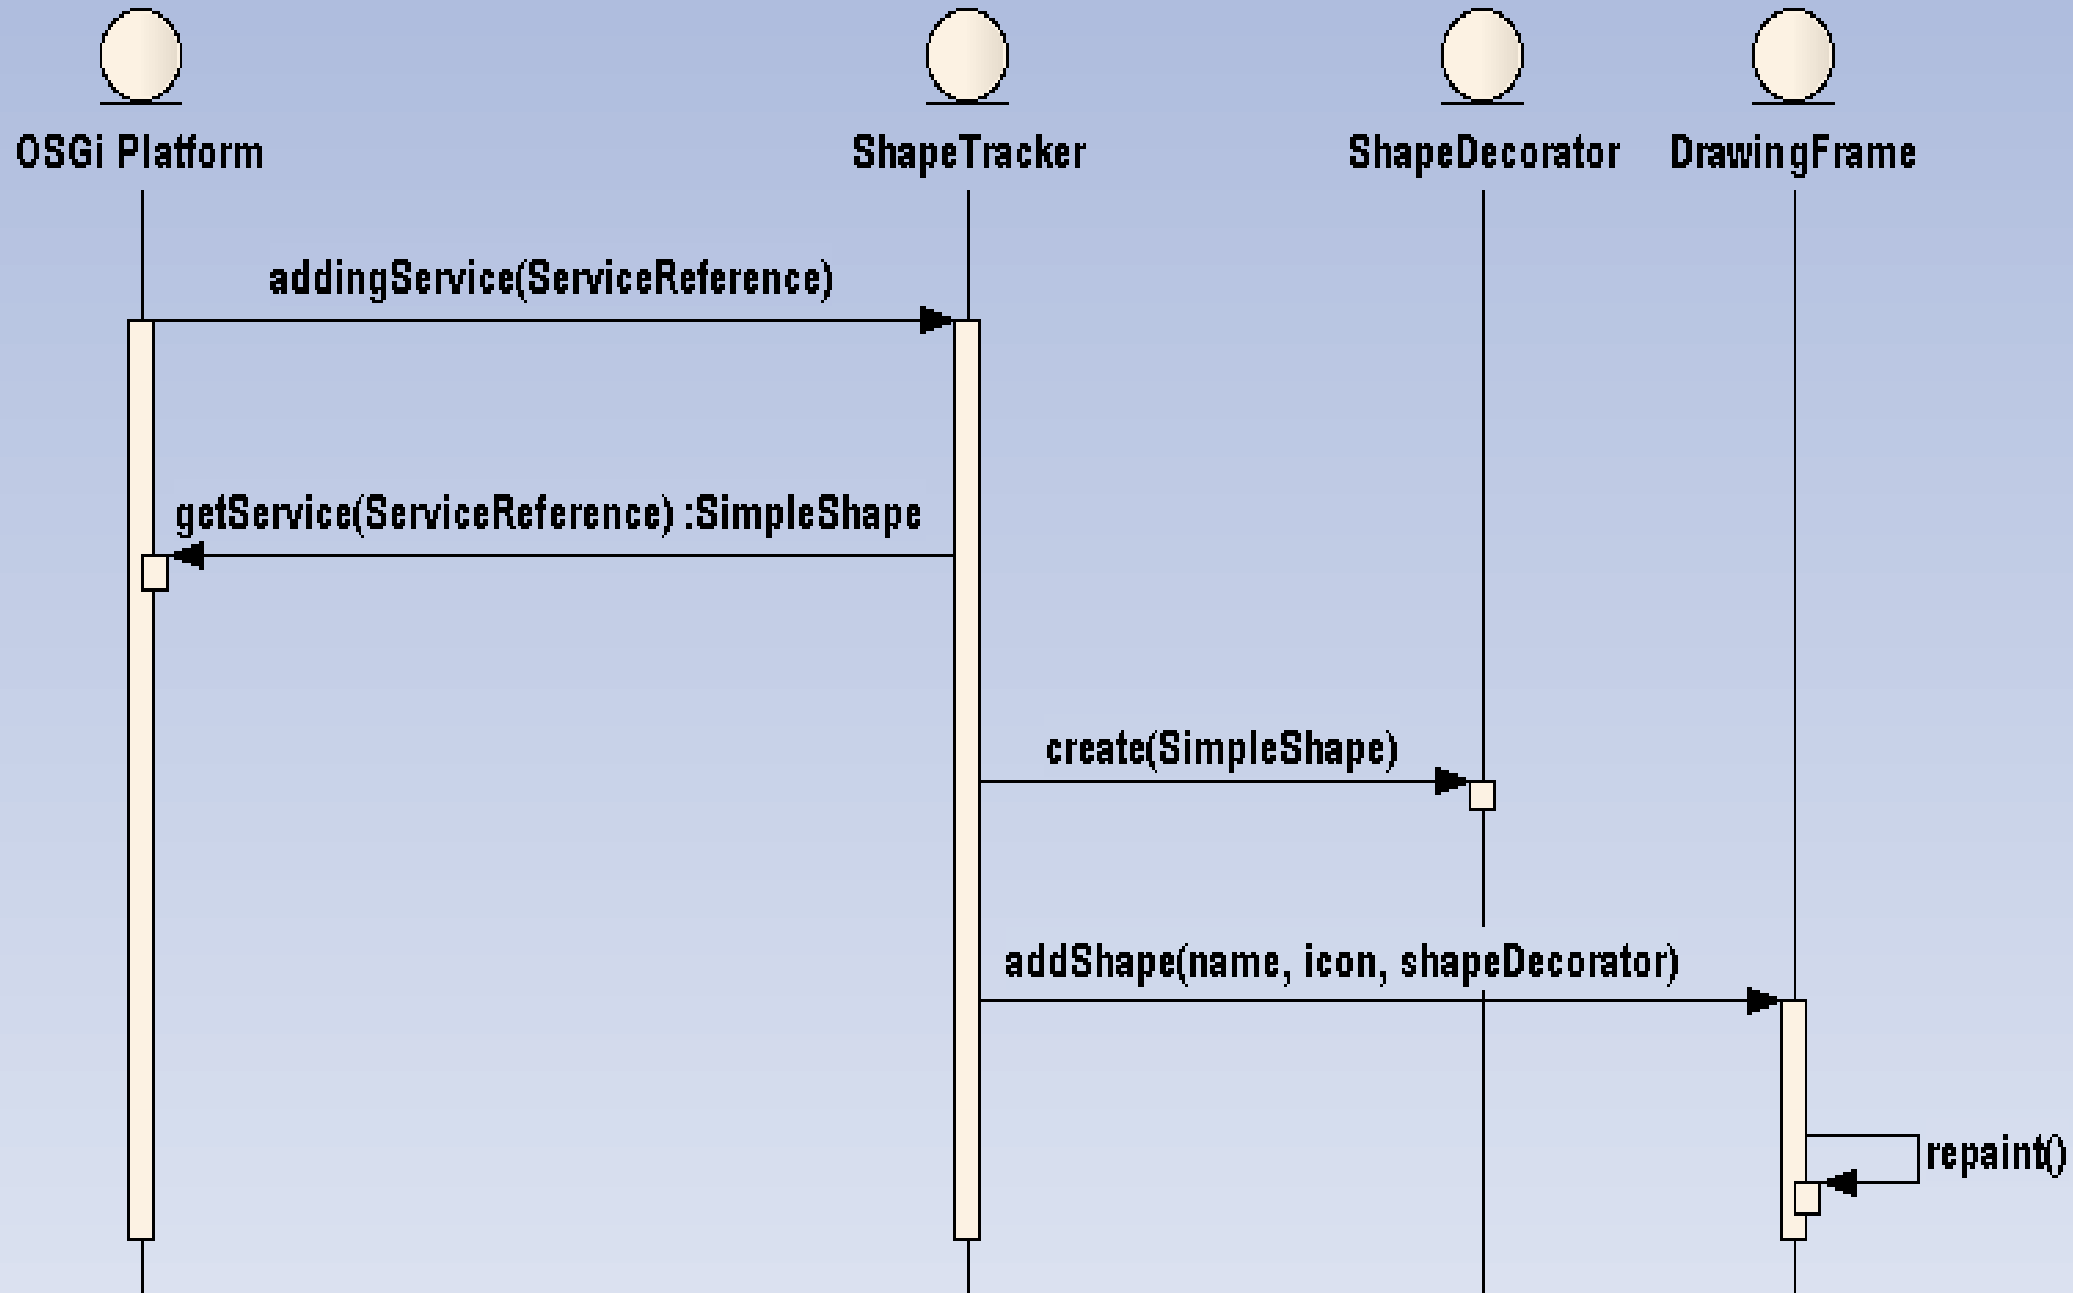 OSGi Platform
ShapeTracker
ShapeDecorator
DrawingFrame
addingService(ServiceReference)
getService(ServiceReference) :SimpleShape
create(SimpleShape)
addShape(name, icon, shapeDecorator)
repaint()